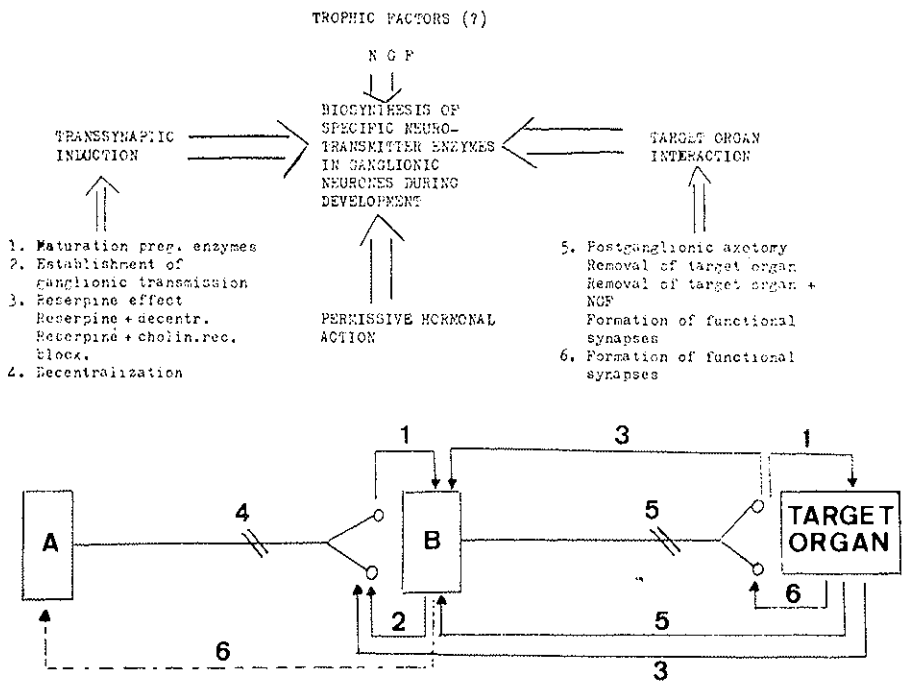 TROPHIC FACTORS (?)
N G F
BIOSYNTHESIS OF
SPECIFIC NEURO-
TRANSMITTER ENZYMES
IN GANGLIONIC
NEURONES DURING
DEVELOPMENT
TRANSSYNAPTIC
INDUCTION
TARGET ORGAN
INTERACTION
1. Maturation preg. enzymes
2. Establishment of
ganglionic transmission
3. Reserpine effect
Reserpine + decentr.
Reserpine + cholin.rec.
block.
4. Decentralization
PERMISSIVE HORMONAL
ACTION
5. Postganglionic axotomy
Removal of target organ
Removal of target organ +
NGF
Formation of functional
synapses
6. Formation of functional
synapses
1
3
1
4
5
A
B
TARGET
ORGAN
2
6
6
5
3